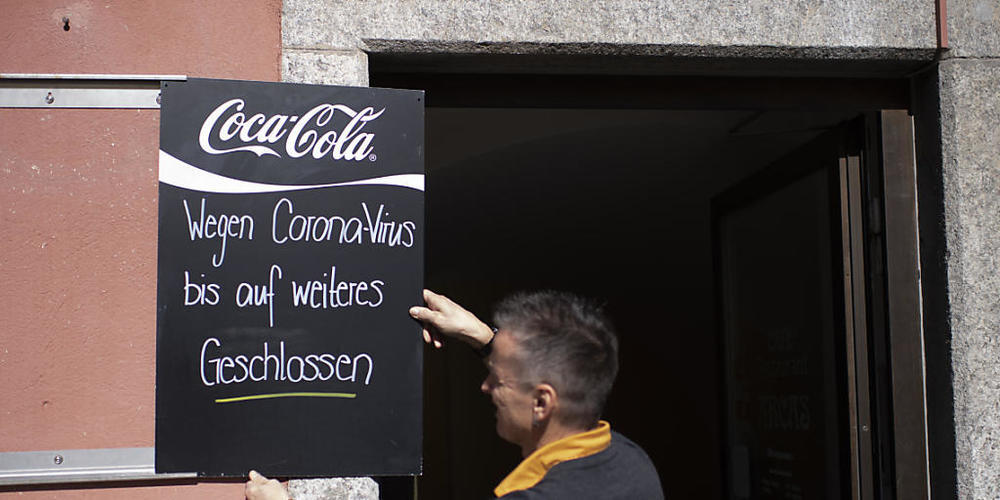 Coca-Cola®
Wegen Corona-Virus
bis auf weiteres
Geschlossen